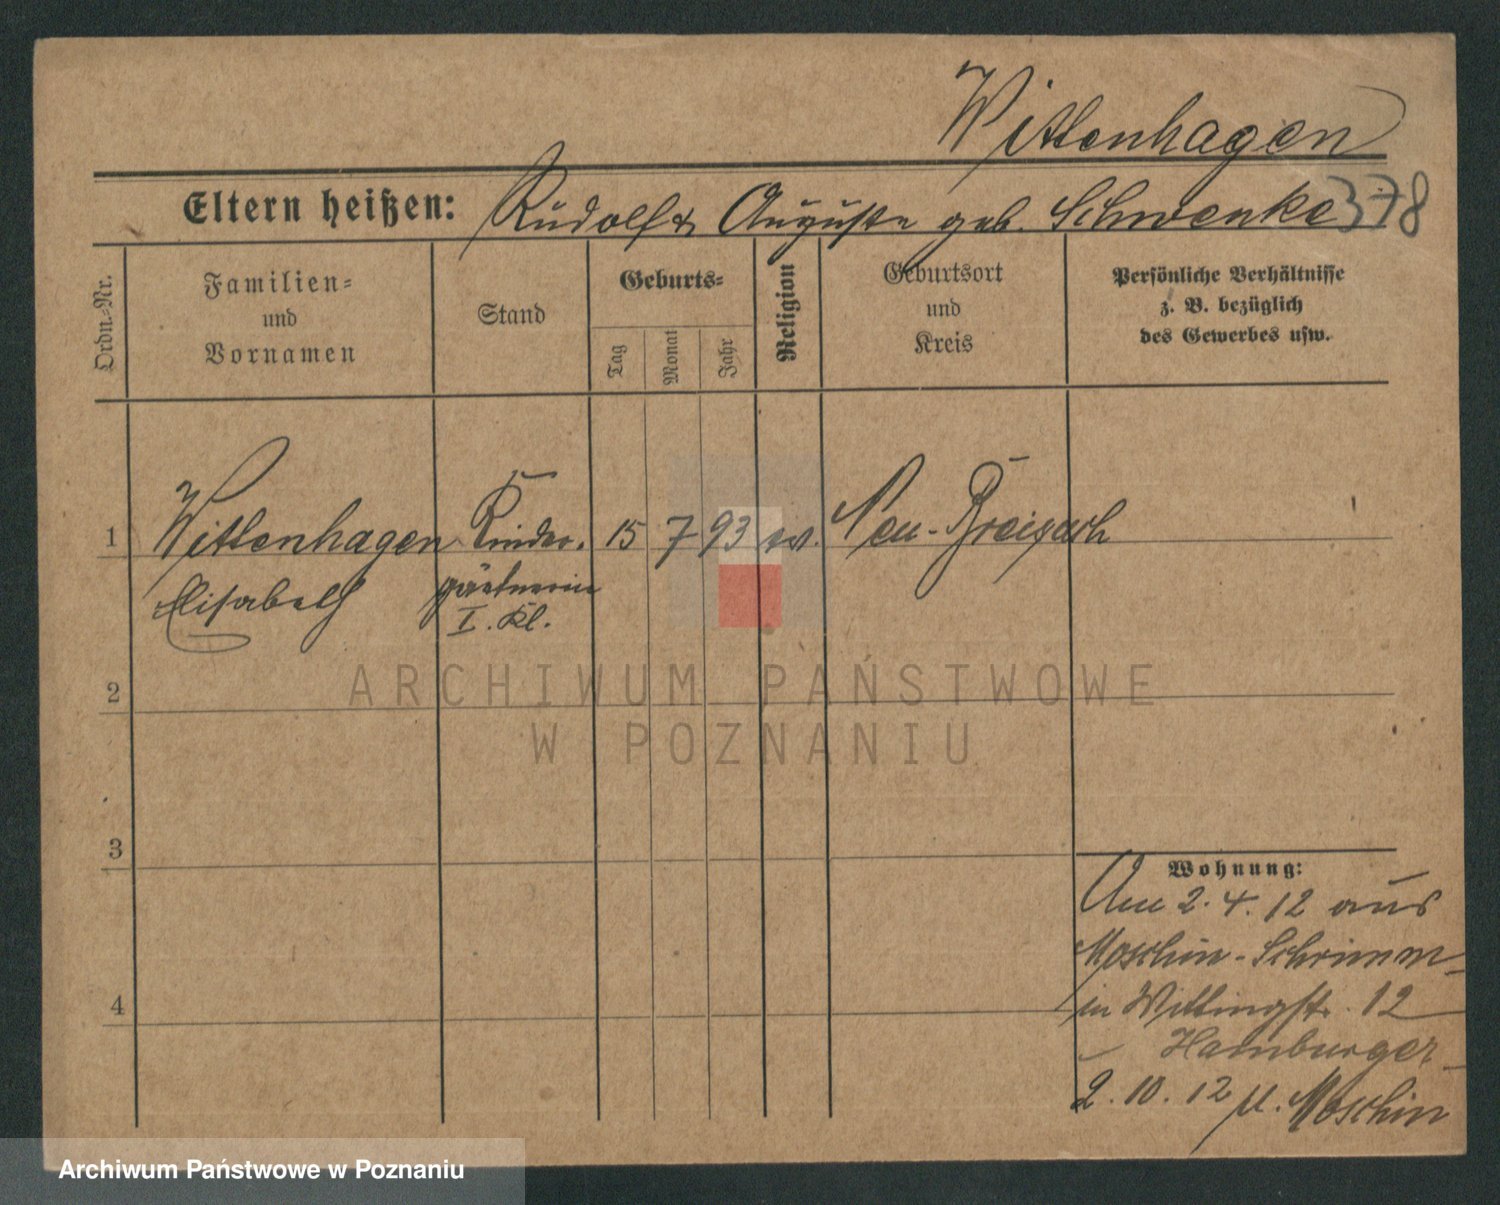 Wittenhagen
Eltern heißen: Rudolf & Auguste geb. Schwenke 378
Ordn.-Nr.
Familien-
und
Vornamen
Stand
Geburts-
Tag
Monat
Jahr
Religion
Geburtsort
und
Kreis
Persönliche Verhältnisse
z. B. bezüglich
des Gewerbes usw.
1 Wittenhagen Kinder- 15 7 93 ev. Neu-Breisach
Elisabeth gärtnerin
I. Kl.
2
3
4
Wohnung:
Am 2.4.12 aus
Moschin-Schrimm
in Wittingstr. 12
Hamburger
2.10.12 n. Moschin
ARCHIWUM PAŃSTWOWE
W POZNANIU
Archiwum Państwowe w Poznaniu